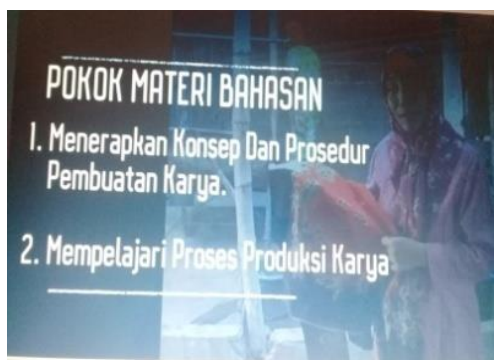 POKOK MATERI BAHASAN
1. Menerapkan Konsep Dan Prosedur
Pembuatan Karya.
2. Mempelajari Proses Produksi Karya